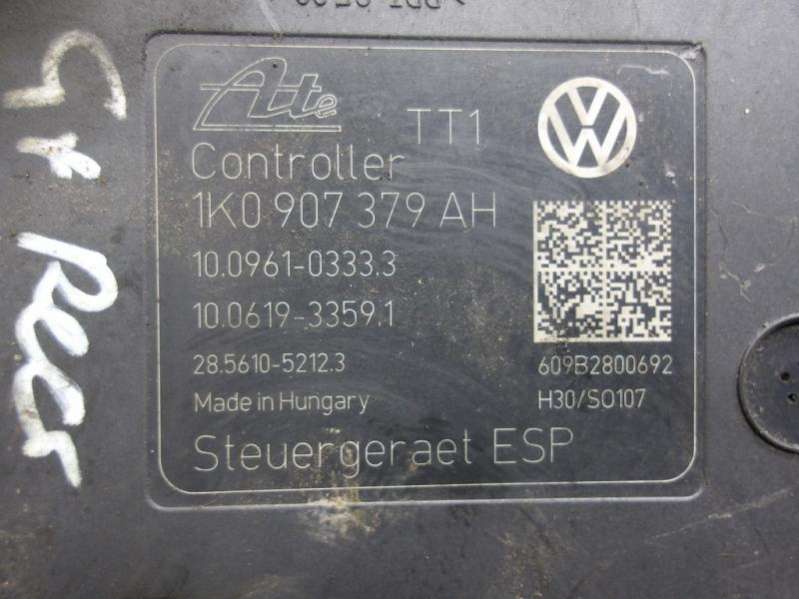 Ate
TT1
Controller
1K0 907 379 AH
10.0961-0333.3
10.0619-3359.1
28.5610-5212.3
609B2800692
Made in Hungary
H30/SO107
Steuergeraet ESP